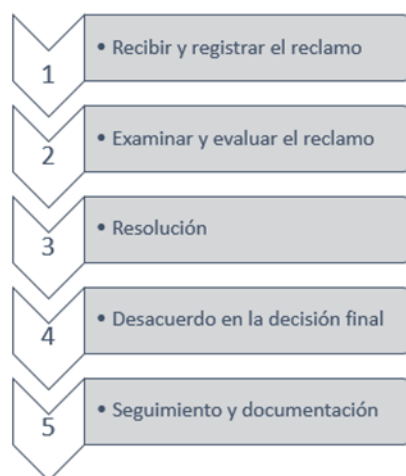 1
• Recibir y registrar el reclamo
2
• Examinar y evaluar el reclamo
3
• Resolución
4
• Desacuerdo en la decisión final
5
• Seguimiento y documentación